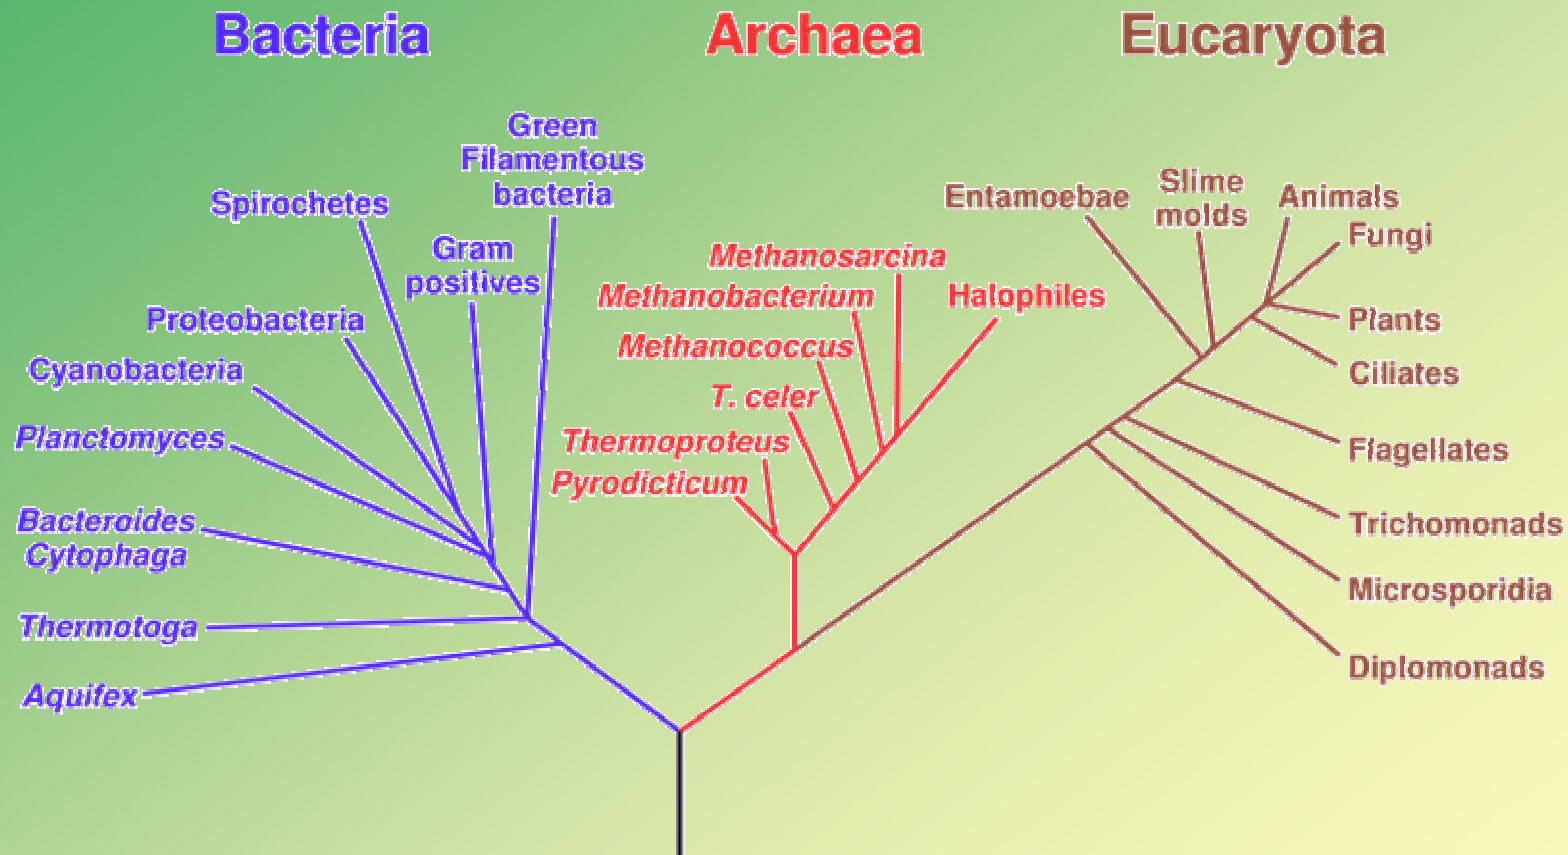 Bacteria
Archaea
Eucaryota
Green
Filamentous
bacteria
Spirochetes
Gram
positives
Proteobacteria
Cyanobacteria
Planctomyces
Bacteroides
Cytophaga
Thermotoga
Aquifex
Methanosarcina
Methanobacterium
Halophiles
Methanococcus
T. celer
Thermoproteus
Pyrodicticum
Entamoebae
Slime
molds
Animals
Fungi
Plants
Ciliates
Flagellates
Trichomonads
Microsporidia
Diplomonads